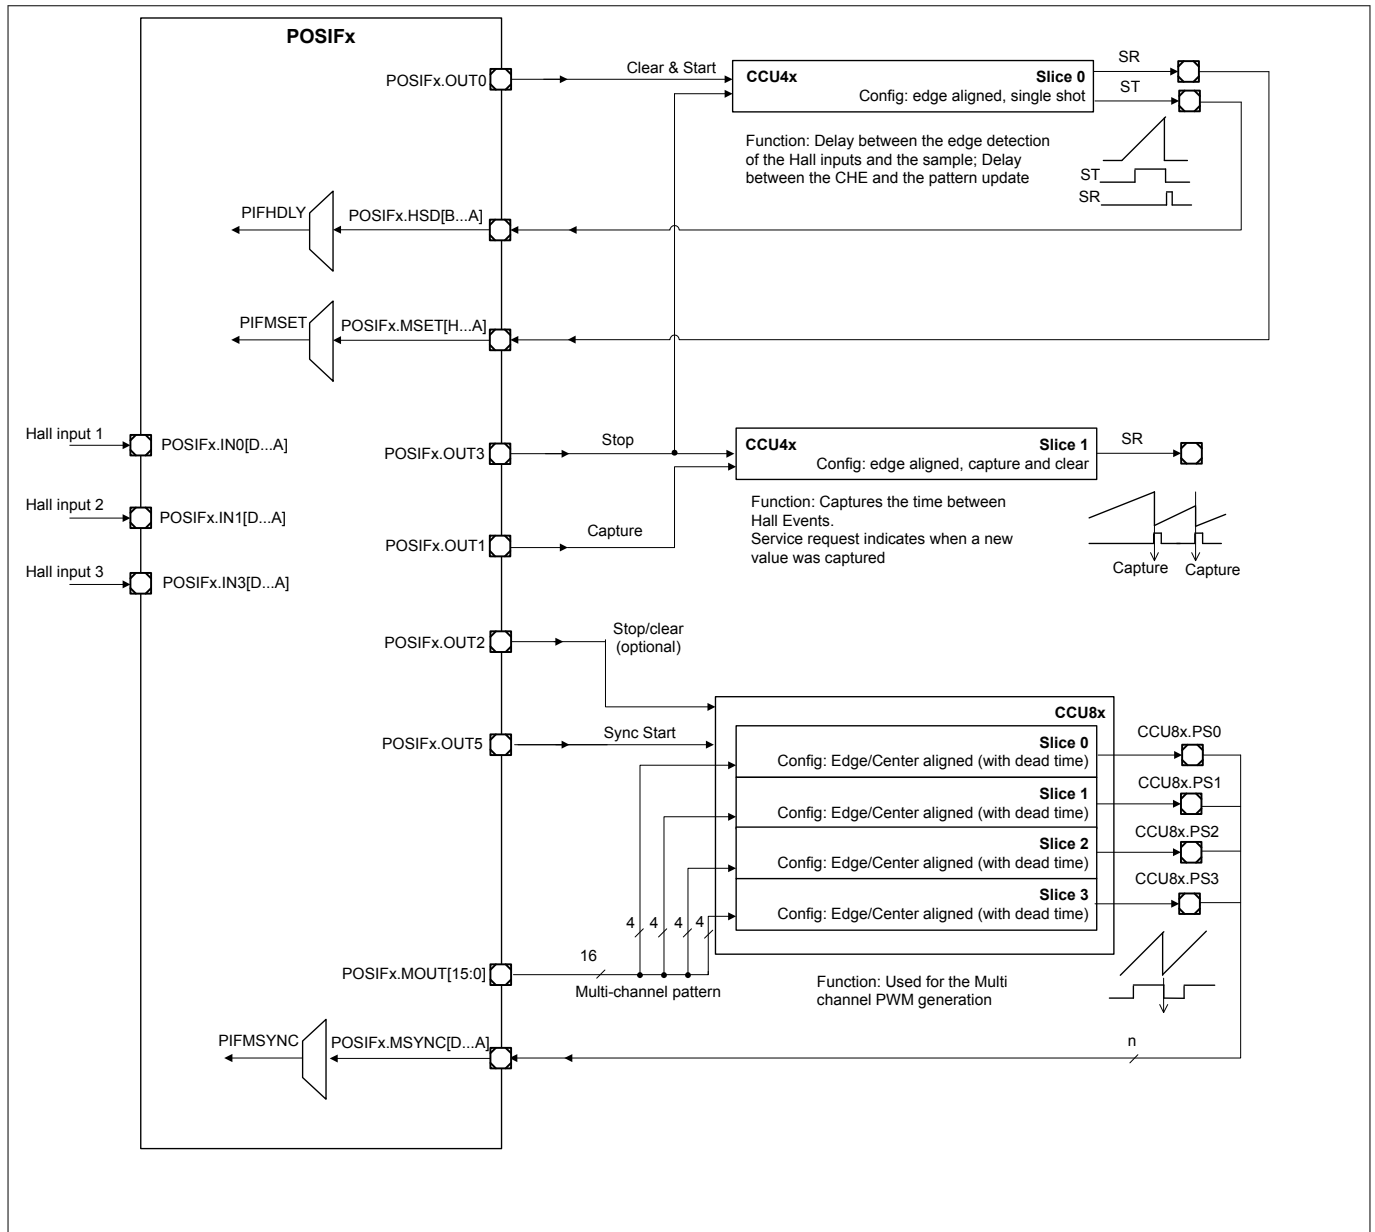 POSIFx
POSIFx.OUT0
Clear & Start
CCU4x
Slice 0
Config: edge aligned, single shot
SR
ST
Function: Delay between the edge detection
of the Hall inputs and the sample; Delay
between the CHE and the pattern update
ST
SR
PIFHDLY
POSIFx.HSD[B...A]
PIFMSET
POSIFx.MSET[H...A]
Hall input 1
POSIFx.IN0[D...A]
Hall input 2
POSIFx.IN1[D...A]
Hall input 3
POSIFx.IN3[D...A]
POSIFx.OUT3
Stop
CCU4x
Slice 1
Config: edge aligned, capture and clear
SR
Function: Captures the time between
Hall Events.
Service request indicates when a new
value was captured
Capture
Capture
POSIFx.OUT1
Capture
POSIFx.OUT2
Stop/clear
(optional)
POSIFx.OUT5
Sync Start
CCU8x
Slice 0
Config: Edge/Center aligned (with dead time)
Slice 1
Config: Edge/Center aligned (with dead time)
Slice 2
Config: Edge/Center aligned (with dead time)
Slice 3
Config: Edge/Center aligned (with dead time)
CCU8x.PS0
CCU8x.PS1
CCU8x.PS2
CCU8x.PS3
4 4 4 4
POSIFx.MOUT[15:0]
16
Multi-channel pattern
Function: Used for the Multi
channel PWM generation
PIFMSYNC
POSIFx.MSYNC[D...A]
n